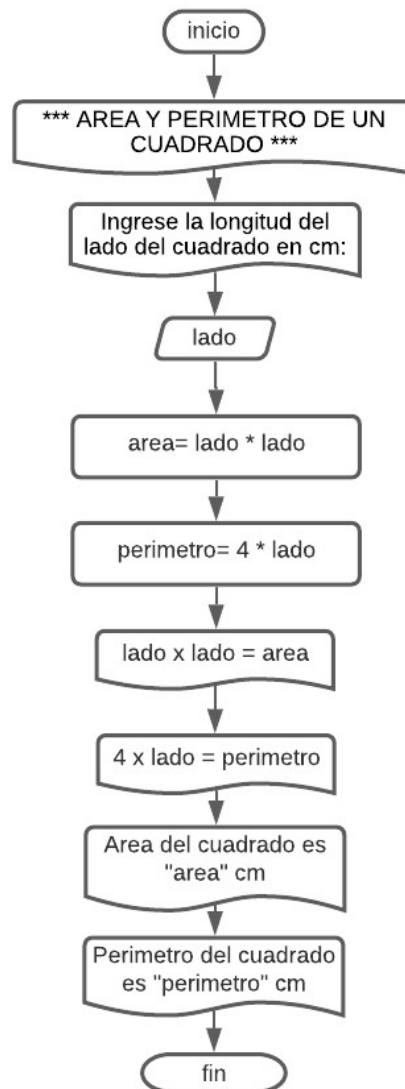 inicio
*** AREA Y PERIMETRO DE UN
CUADRADO ***
Ingrese la longitud del
lado del cuadrado en cm:
lado
area= lado * lado
perimetro= 4 * lado
lado x lado = area
4 x lado = perimetro
Area del cuadrado es
"area" cm
Perimetro del cuadrado
es "perimetro" cm
fin